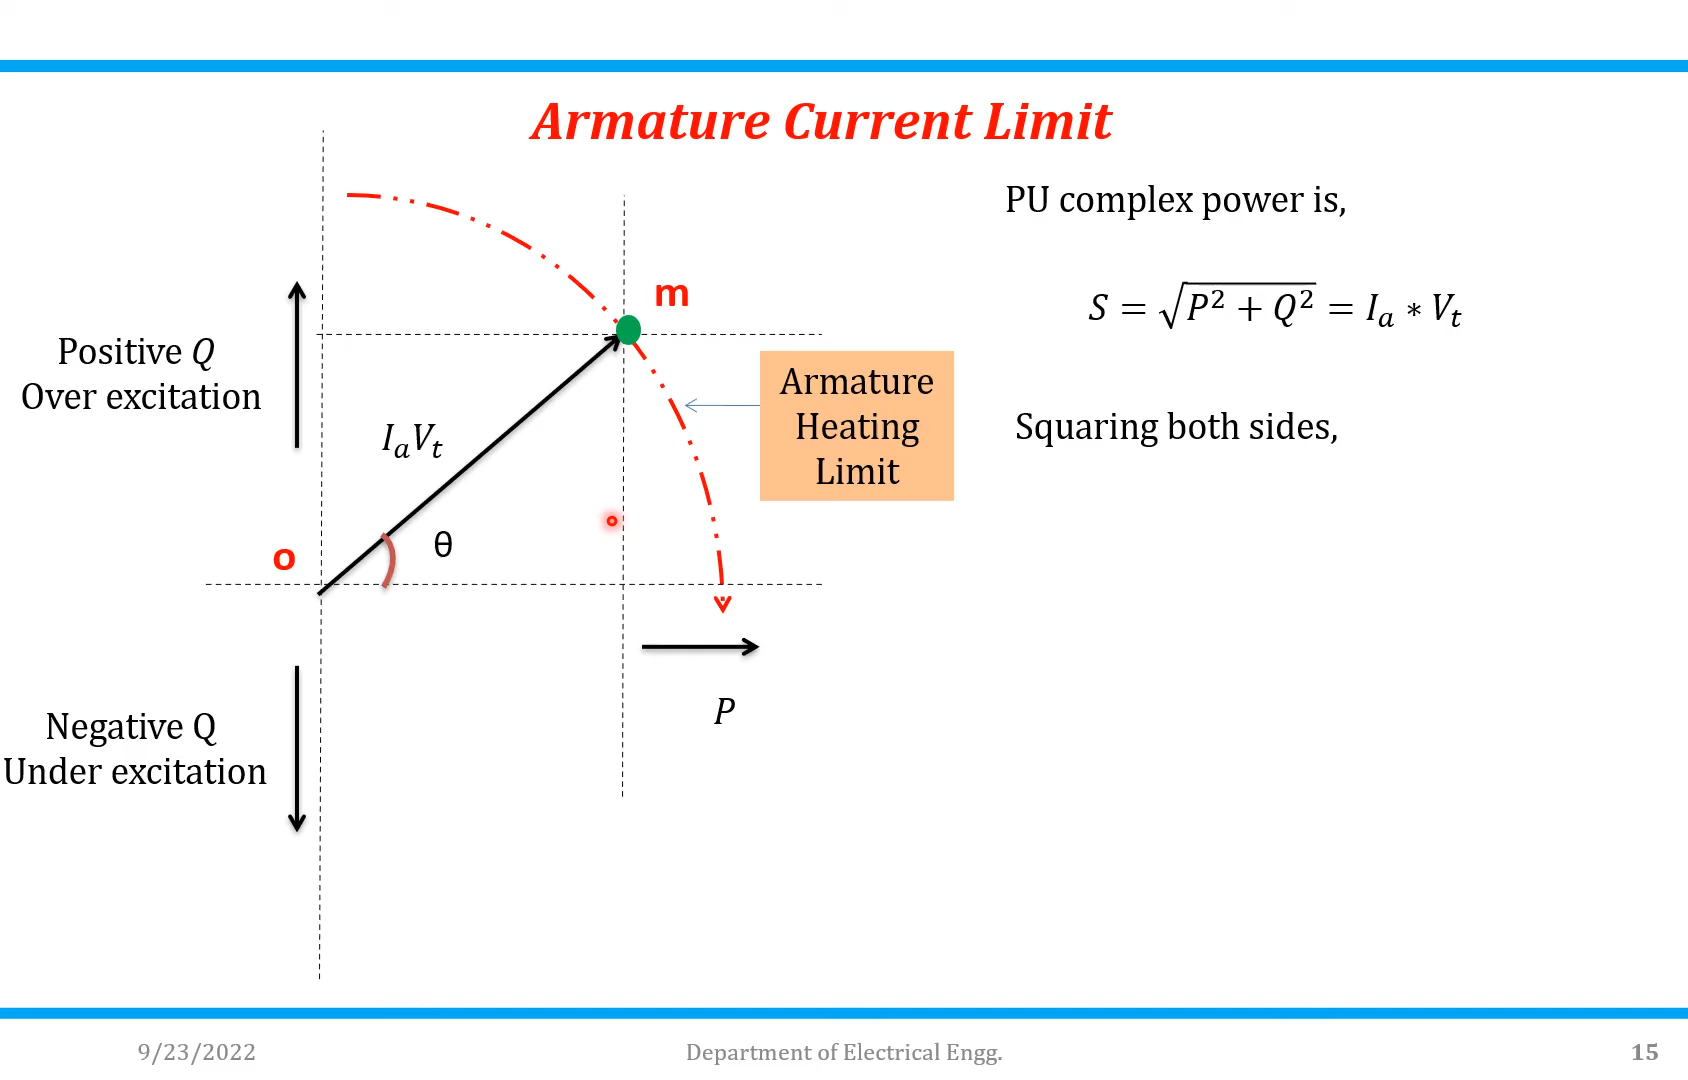 Armature Current Limit
PU complex power is,
S = √P² + Q² = Iₐ ∗ Vₜ
Squaring both sides,
m
Positive Q
Over excitation
IₐVₜ
Armature
Heating
Limit
θ
o
P
Negative Q
Under excitation
9/23/2022
Department of Electrical Engg.
15